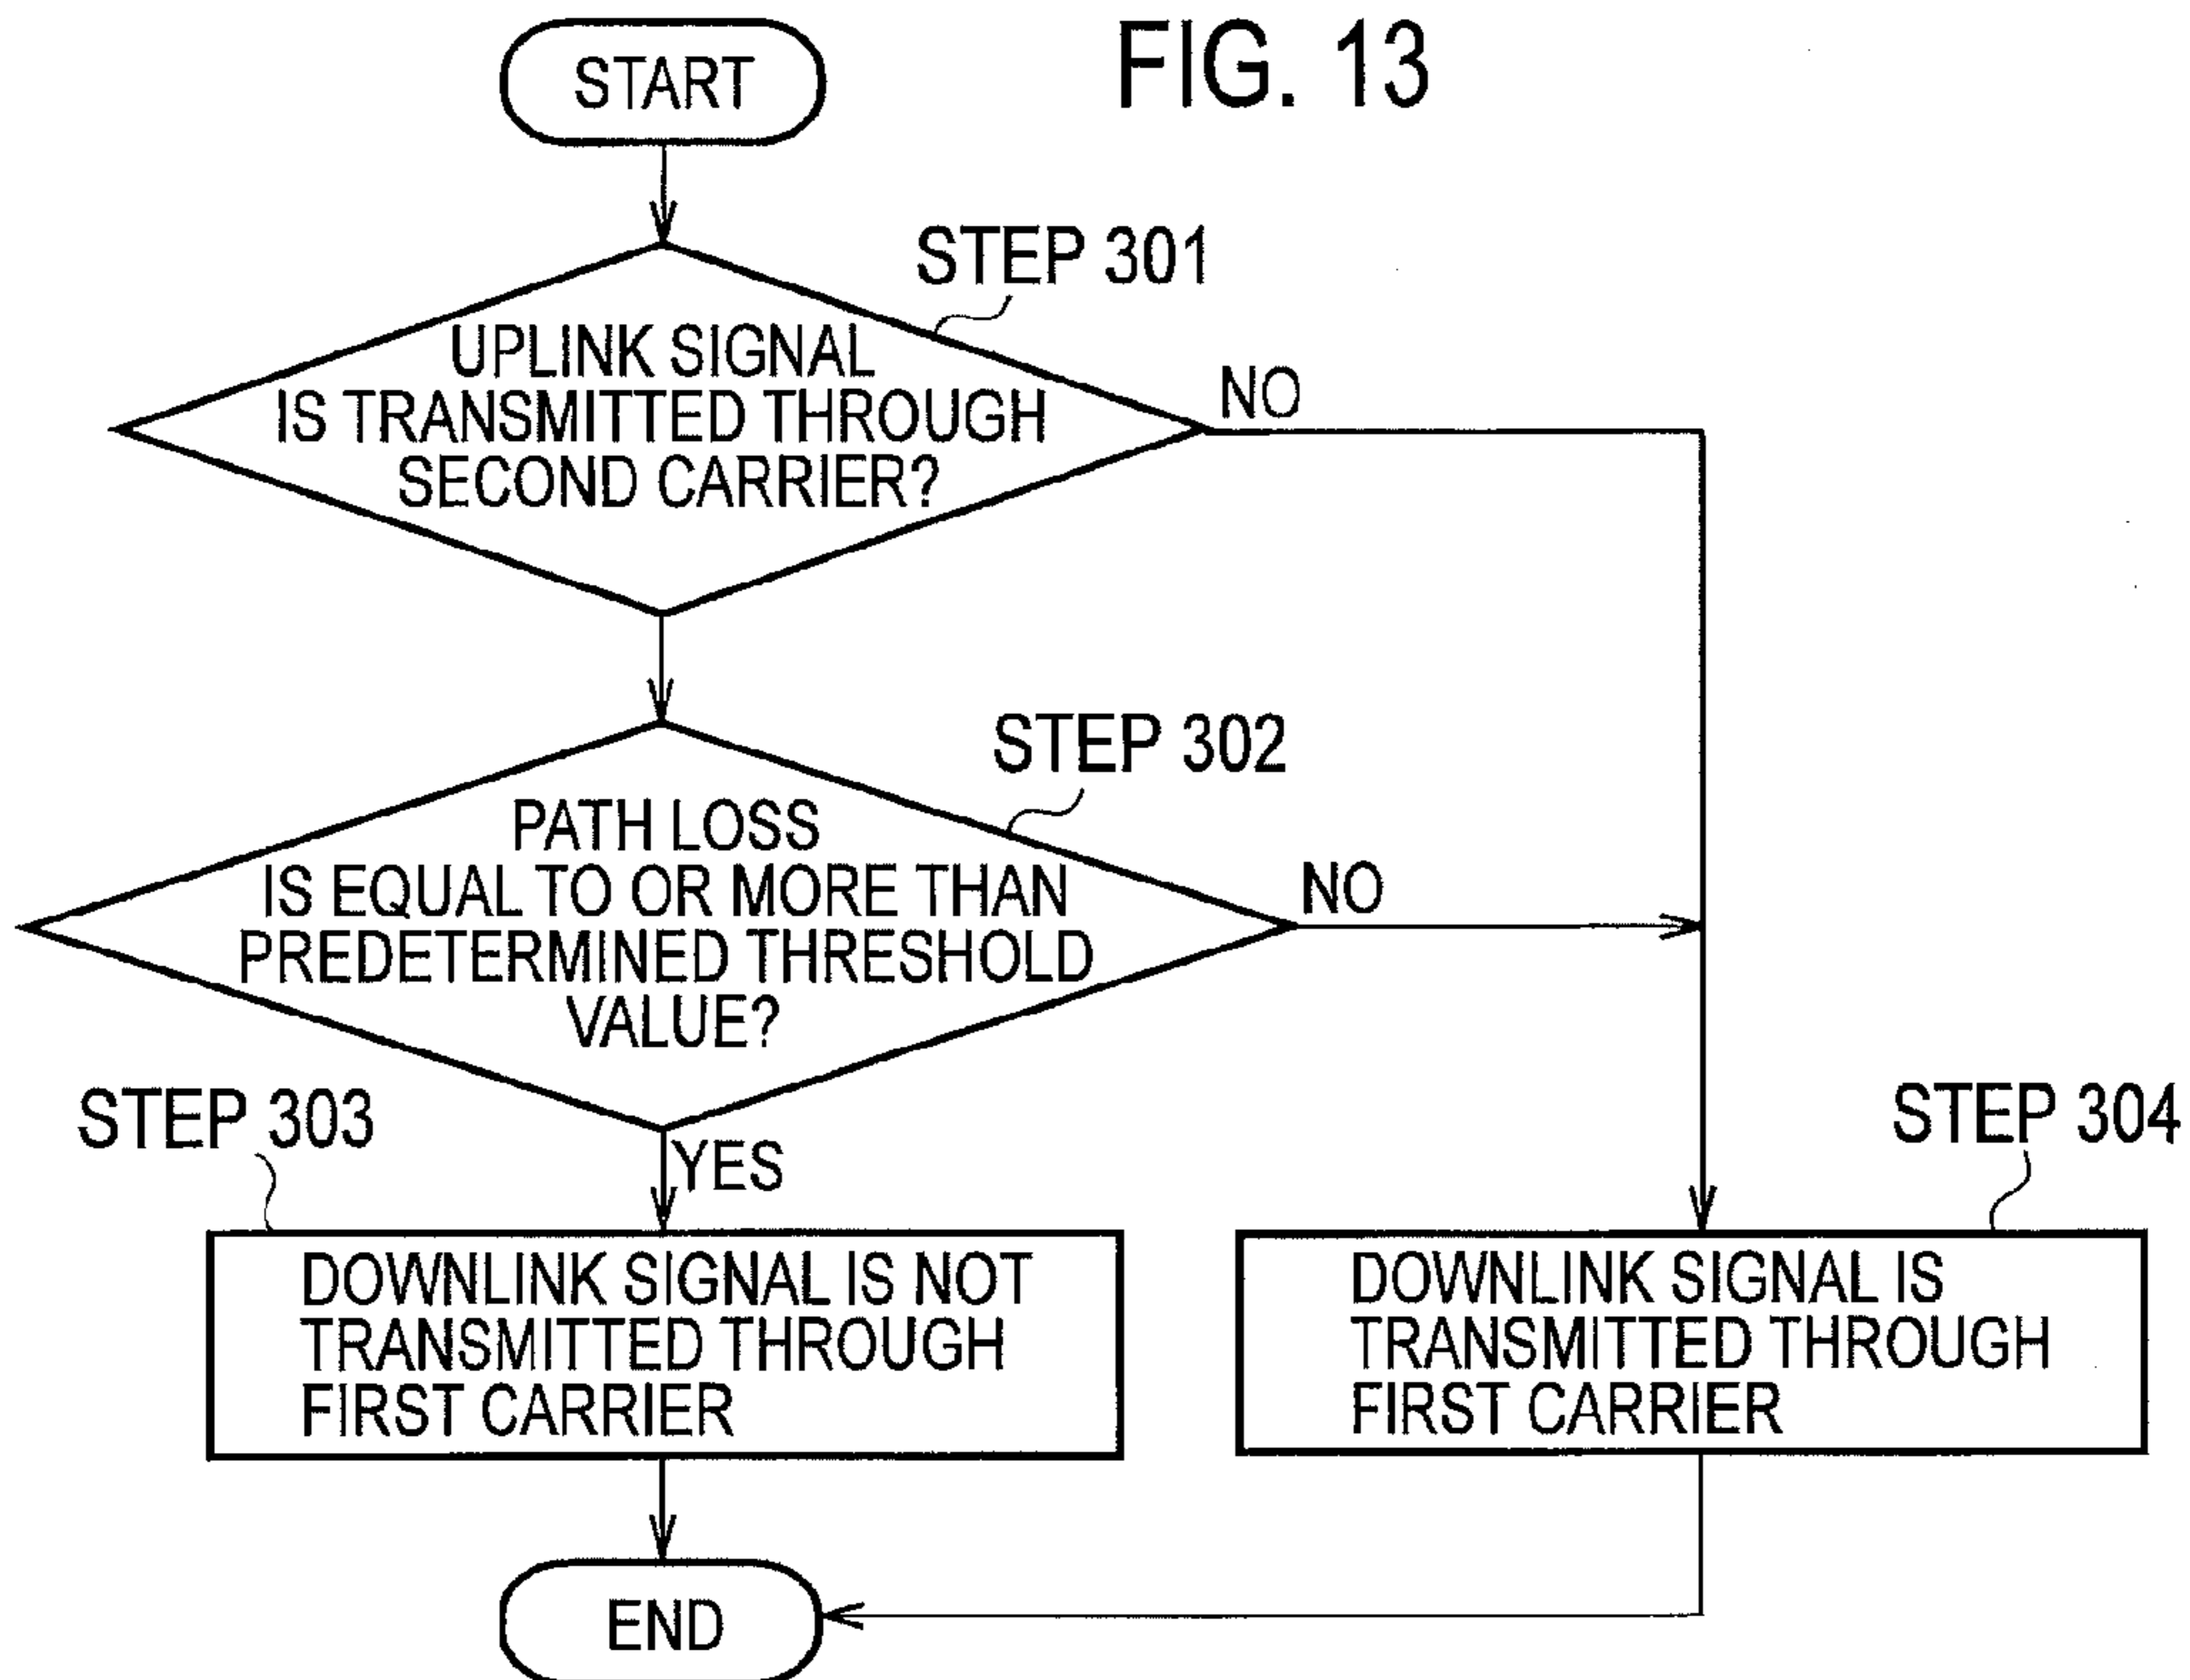 FIG. 13
START
STEP 301
UPLINK SIGNAL
IS TRANSMITTED THROUGH
SECOND CARRIER?
NO
STEP 302
PATH LOSS
IS EQUAL TO OR MORE THAN
PREDETERMINED THRESHOLD
VALUE?
NO
YES
STEP 303
DOWNLINK SIGNAL IS NOT
TRANSMITTED THROUGH
FIRST CARRIER
STEP 304
DOWNLINK SIGNAL IS
TRANSMITTED THROUGH
FIRST CARRIER
END